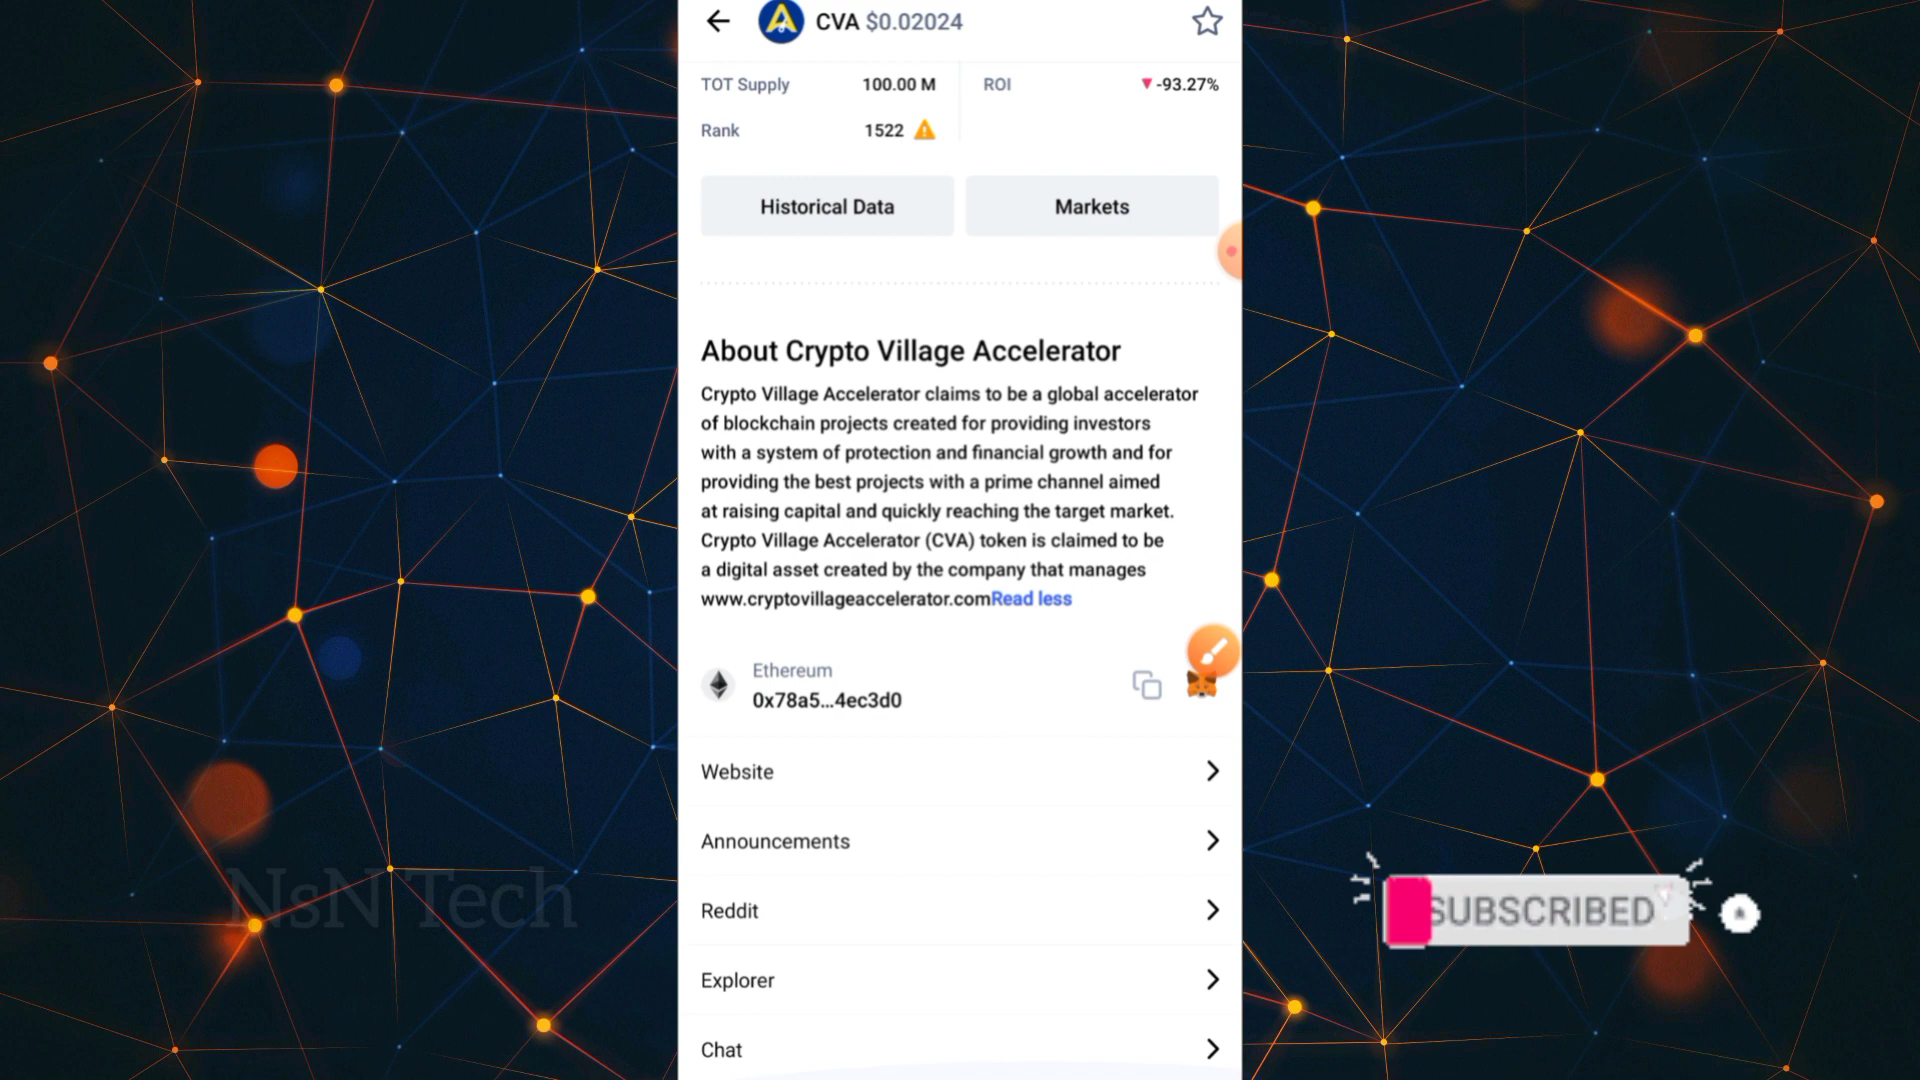 CVA $0.02024
TOT Supply 100.00 M
ROI -93.27%
Rank 1522
Historical Data
Markets
About Crypto Village Accelerator
Crypto Village Accelerator claims to be a global accelerator
of blockchain projects created for providing investors
with a system of protection and financial growth and for
providing the best projects with a prime channel aimed
at raising capital and quickly reaching the target market.
Crypto Village Accelerator (CVA) token is claimed to be
a digital asset created by the company that manages
www.cryptovillageaccelerator.comRead less
Ethereum
0x78a5...4ec3d0
Website
Announcements
Reddit
Explorer
Chat
NsN Tech
SUBSCRIBED